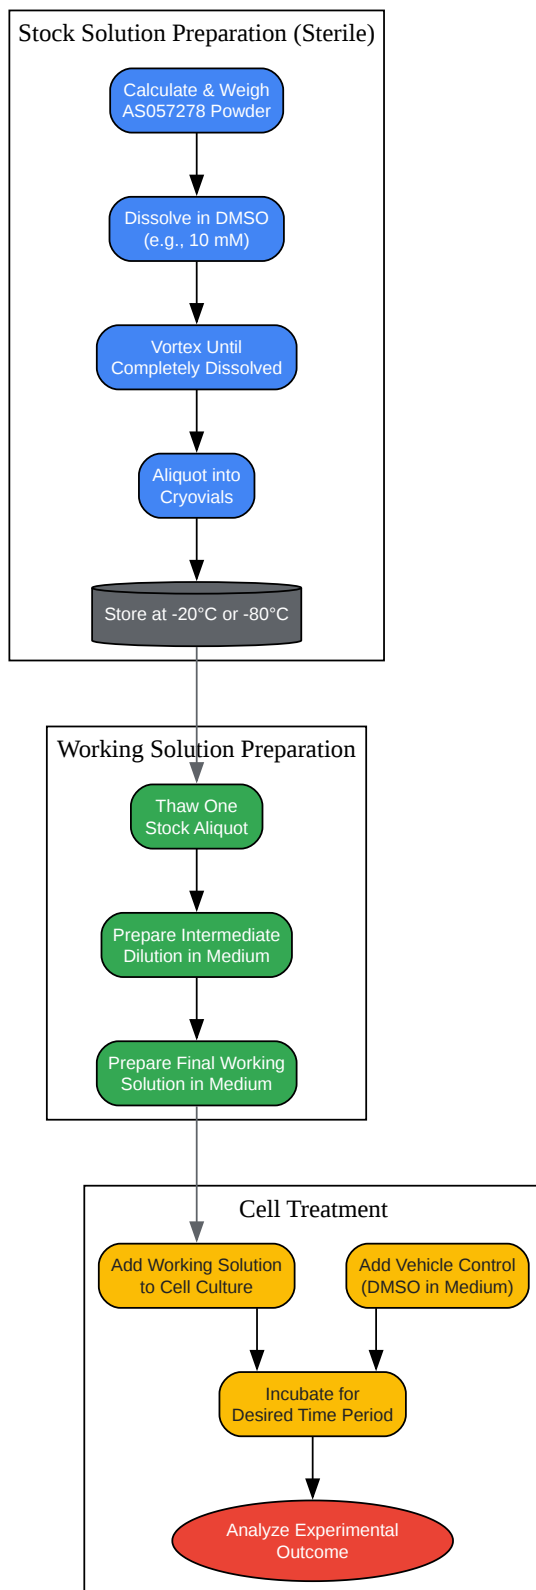 Stock Solution Preparation (Sterile)
Calculate & Weigh
AS057278 Powder
Dissolve in DMSO
(e.g., 10 mM)
Vortex Until
Completely Dissolved
Aliquot into
Cryovials
Store at -20°C or -80°C
Working Solution Preparation
Thaw One
Stock Aliquot
Prepare Intermediate
Dilution in Medium
Prepare Final Working
Solution in Medium
Cell Treatment
Add Working Solution
to Cell Culture
Add Vehicle Control
(DMSO in Medium)
Incubate for
Desired Time Period
Analyze Experimental
Outcome